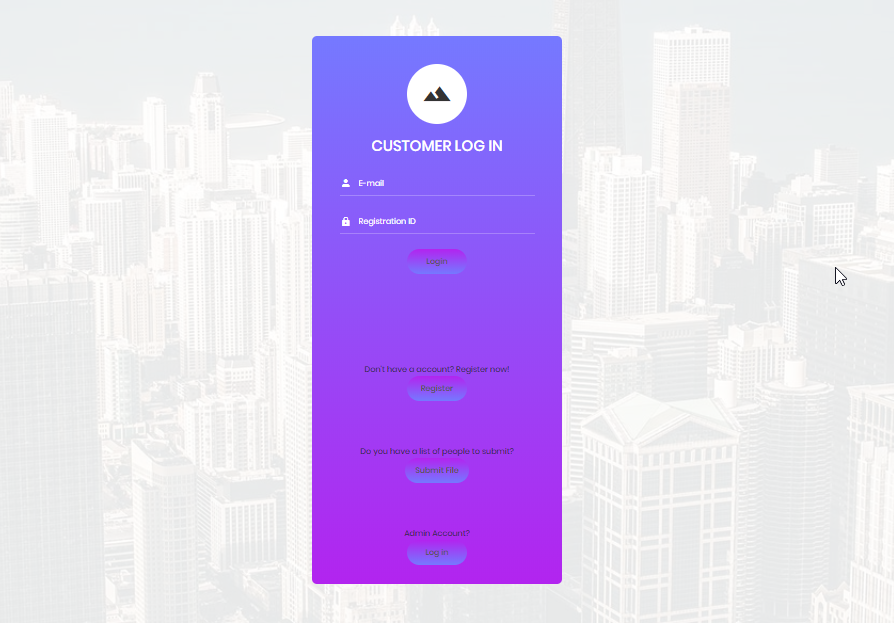 CUSTOMER LOG IN
E-mail
Registration ID
Login
Don't have a account? Register now!
Register
Do you have a list of people to submit?
Submit File
Admin Account?
Log in